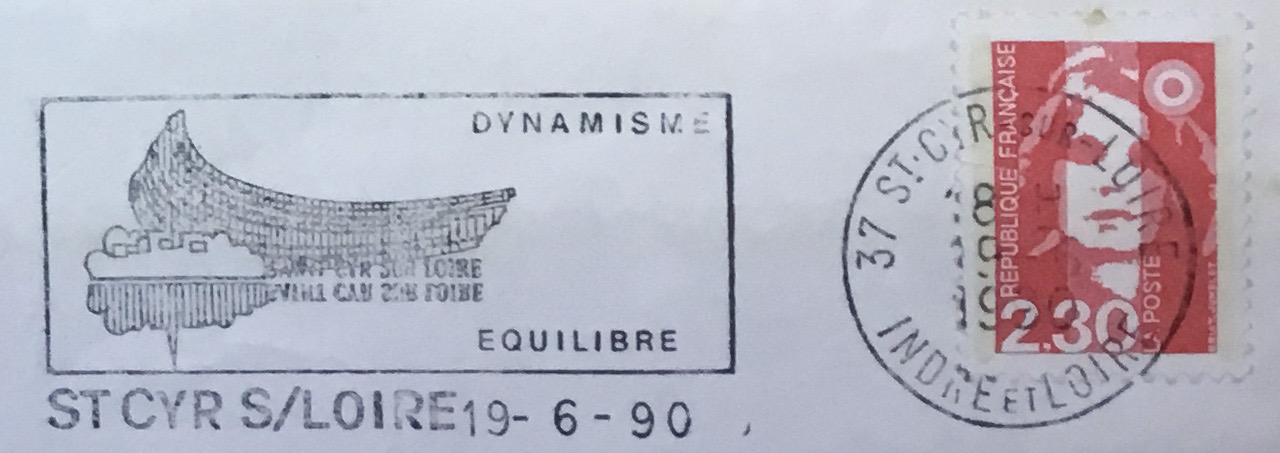 DYNAMISME
SAINT CYR SUR LOIRE
EQUILIBRE
ST CYR S/LOIRE 19-6-90
37 ST-CYR-SUR-LOIRE
INDRE ET LOIRE
REPUBLIQUE FRANÇAISE
2.30
LA POSTE